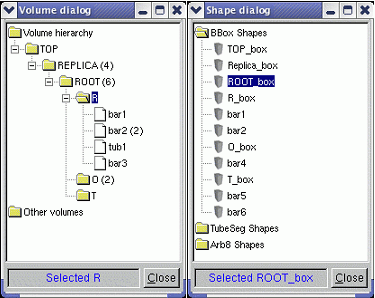 Volume dialog
Volume hierarchy
TOP
REPLICA (4)
ROOT (6)
R
bar1
bar2 (2)
tub1
bar3
O (2)
T
Other volumes
Selected R
Close
Shape dialog
BBox Shapes
TOP_box
Replica_box
ROOT_box
R_box
bar1
bar2
O_box
bar4
T_box
bar5
bar6
TubeSeg Shapes
Arb8 Shapes
Selected ROOT_box
Close